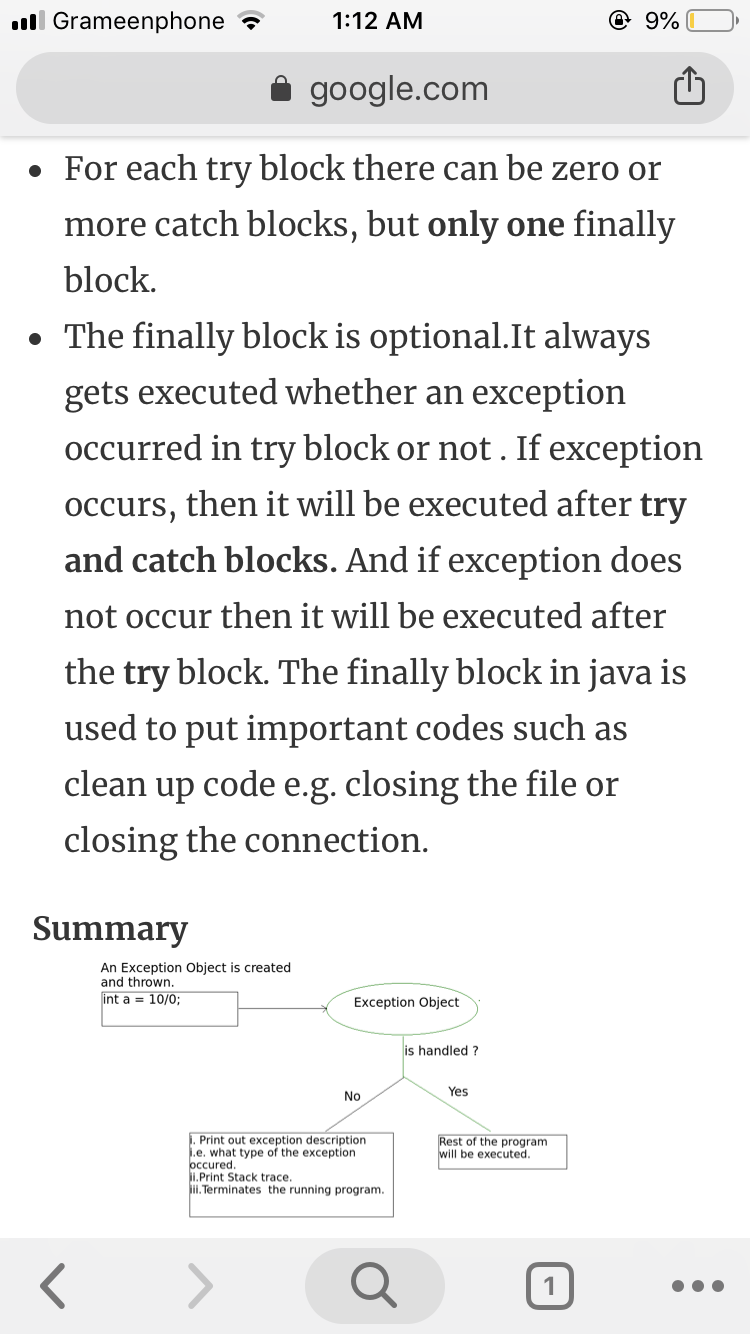 Grameenphone 1:12 AM 9%
google.com
• For each try block there can be zero or
more catch blocks, but only one finally
block.
• The finally block is optional.It always
gets executed whether an exception
occurred in try block or not . If exception
occurs, then it will be executed after try
and catch blocks. And if exception does
not occur then it will be executed after
the try block. The finally block in java is
used to put important codes such as
clean up code e.g. closing the file or
closing the connection.
Summary
An Exception Object is created
and thrown.
int a = 10/0;
Exception Object
is handled ?
No
Yes
i. Print out exception description
i.e. what type of the exception
occured.
ii.Print Stack trace.
iii.Terminates the running program.
Rest of the program
will be executed.
1